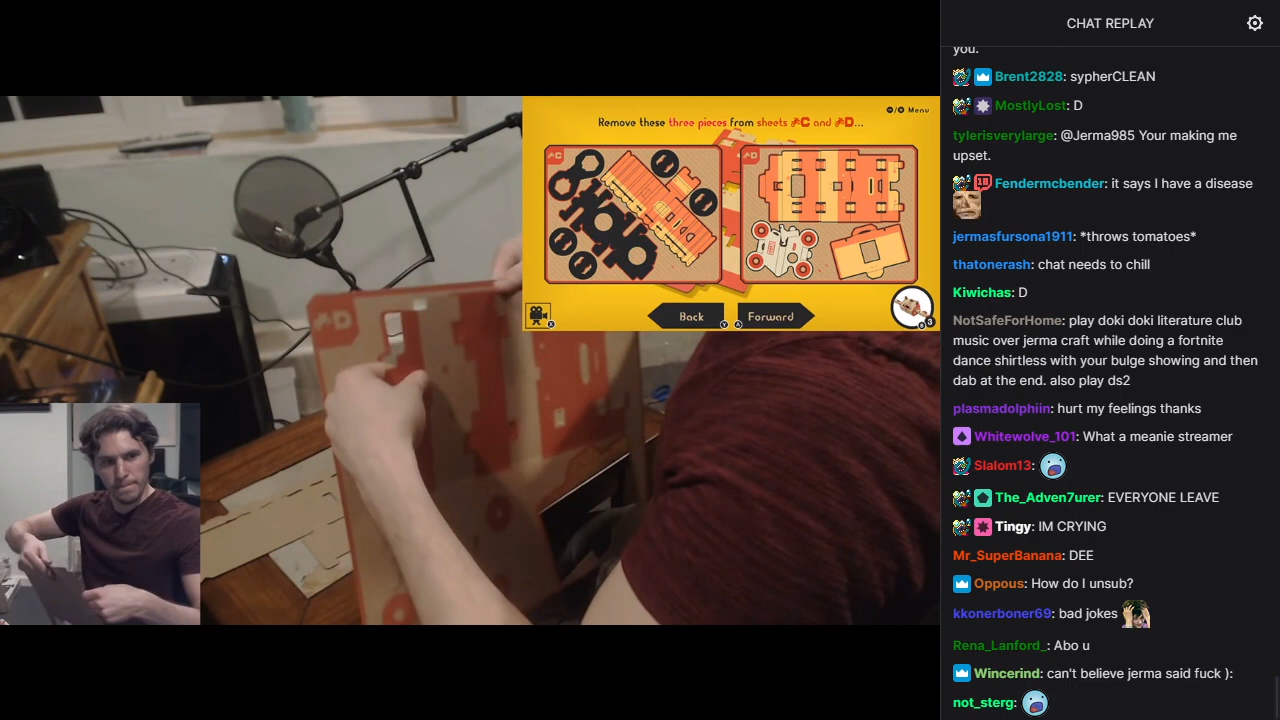 CHAT REPLAY
you.
Brent2828: sypherCLEAN
MostlyLost: D
tylerisverylarge: @Jerma985 Your making me
upset.
Fendermcbender: it says I have a disease
jermasfursona1911: *throws tomatoes*
thatonerash: chat needs to chill
Kiwichas: D
NotSafeForHome: play doki doki literature club
music over jerma craft while doing a fortnite
dance shirtless with your bulge showing and then
dab at the end. also play ds2
plasmadolphiin: hurt my feelings thanks
Whitewolve_101: What a meanie streamer
Slalom13:
The_Adven7urer: EVERYONE LEAVE
Tingy: IM CRYING
Mr_SuperBanana: DEE
Oppous: How do I unsub?
kkonerboner69: bad jokes
Rena_Lanford_: Abo u
Wincerind: can't believe jerma said fuck ):
not_sterg:
Menu
Remove these three pieces from sheets C and D...
C
D
Back
Forward
D